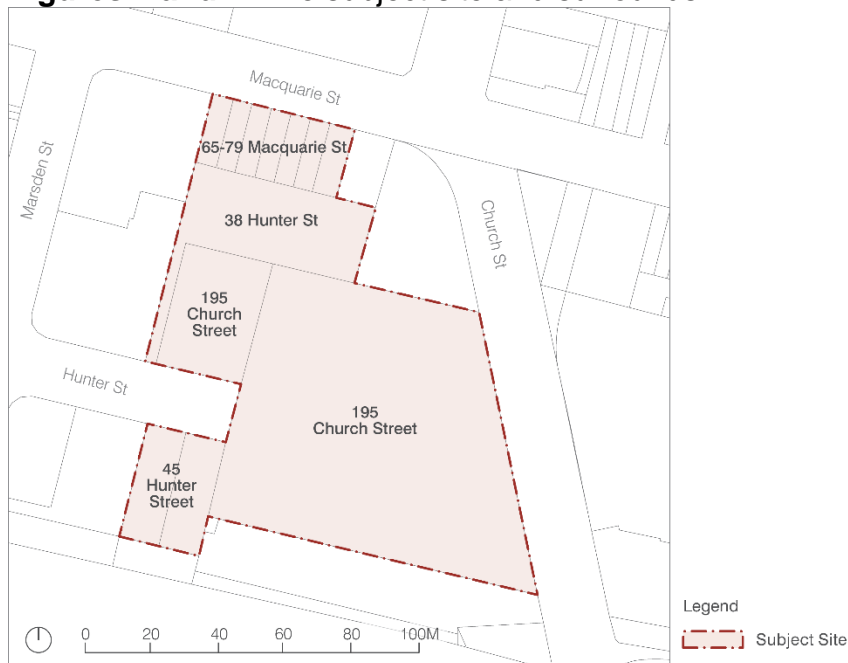 Macquarie St
65-79 Macquarie St
Marsden St
38 Hunter St
Church St
195
Church
Street
Hunter St
195
Church Street
45
Hunter
Street
0 20 40 60 80 100M
Legend
Subject Site